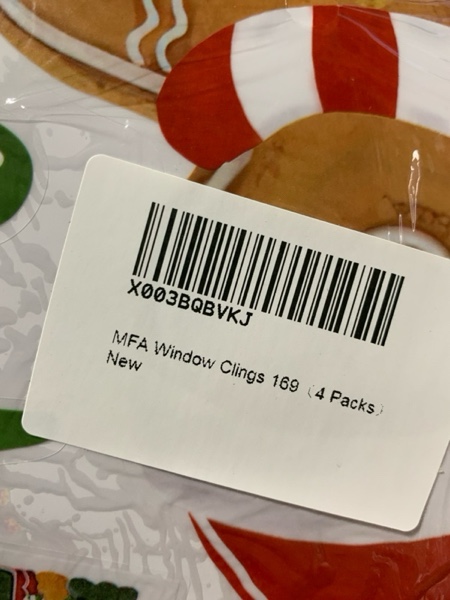 X003BQBVKJ
MFA Window Clings 169（4 Packs）
New